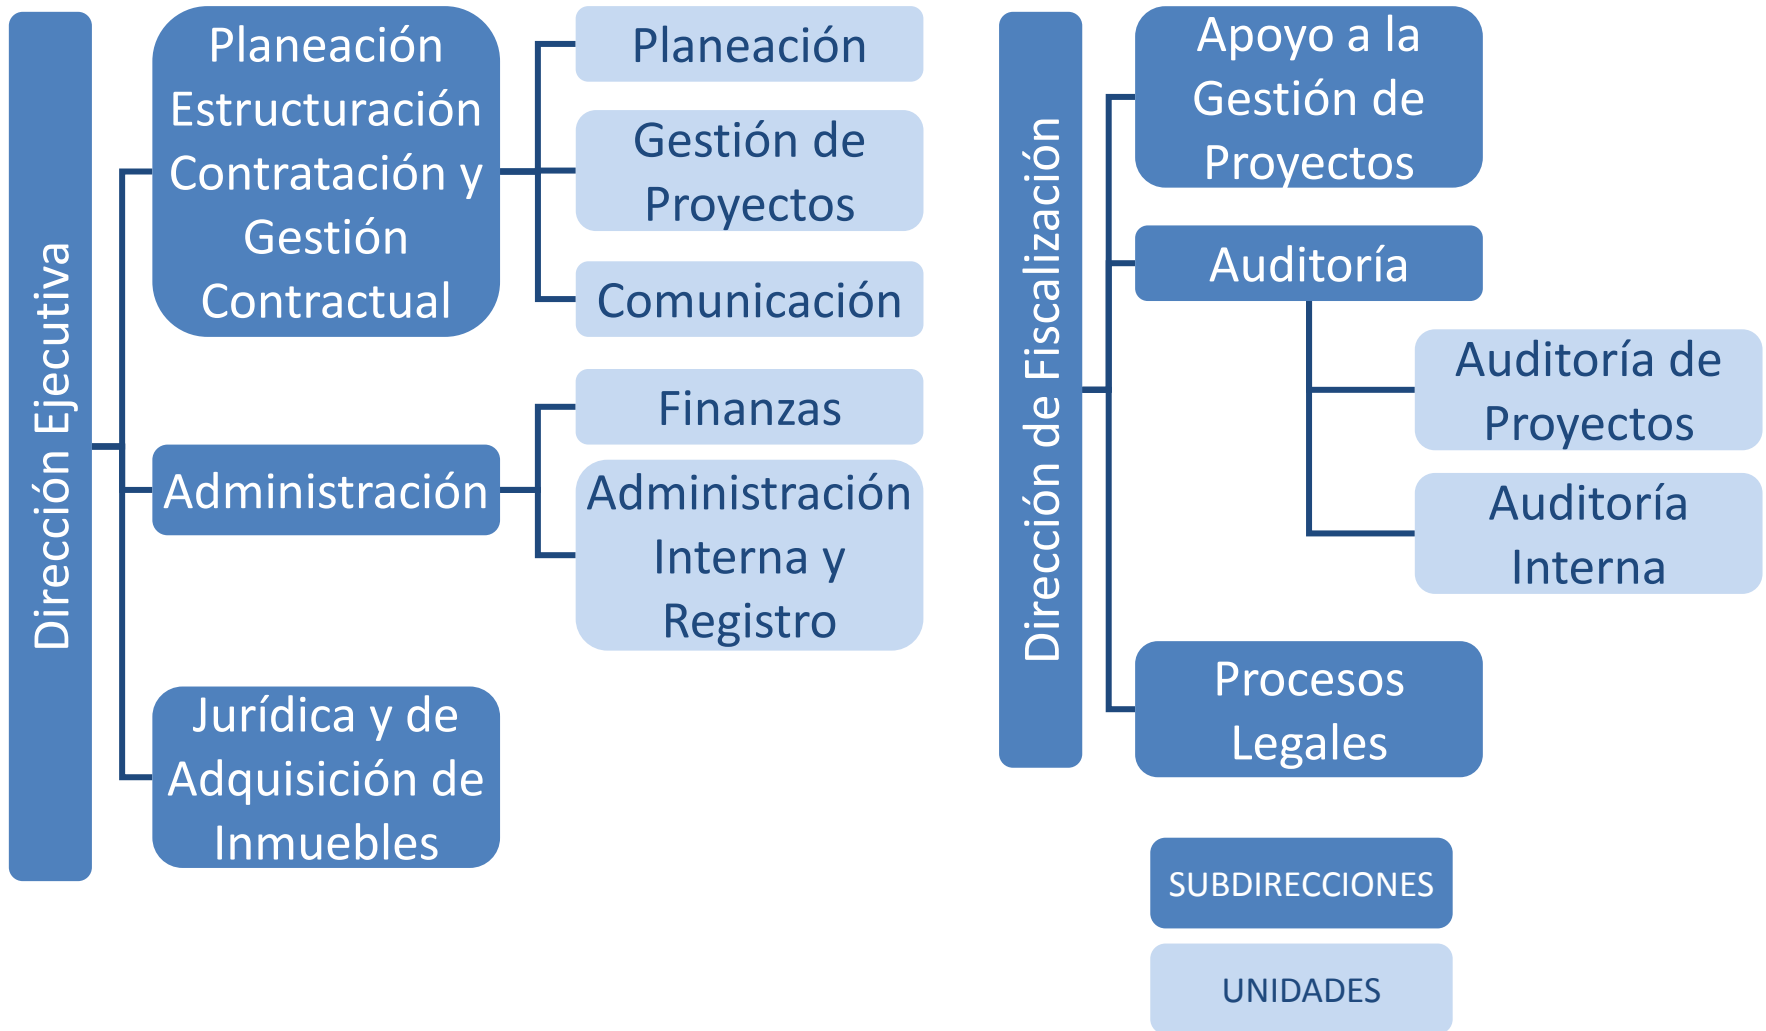 Dirección Ejecutiva
Planeación
Estructuración
Contratación y
Gestión
Contractual
Planeación
Gestión de
Proyectos
Comunicación
Administración
Finanzas
Administración
Interna y
Registro
Jurídica y de
Adquisición de
Inmuebles
Dirección de Fiscalización
Apoyo a la
Gestión de
Proyectos
Auditoría
Auditoría de
Proyectos
Auditoría
Interna
Procesos
Legales
SUBDIRECCIONES
UNIDADES